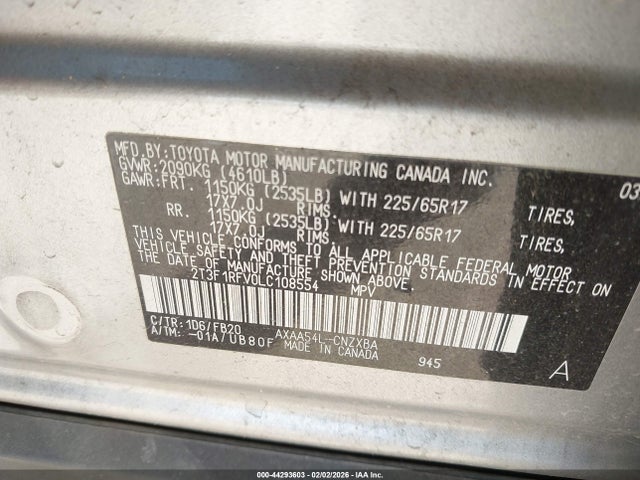 MFD.BY:TOYOTA MOTOR MANUFACTURING CANADA INC. 03
GVWR:2090KG (4610LB)
GAWR:FRT. 1150KG (2535LB) WITH 225/65R17 TIRES,
17X7.0J RIMS.
RR. 1150KG (2535LB) WITH 225/65R17 TIRES,
17X7.0J RIMS.
THIS VEHICLE CONFORMS TO ALL APPLICABLE FEDERAL MOTOR
VEHICLE SAFETY AND THEFT PREVENTION STANDARDS IN EFFECT ON
THE DATE OF MANUFACTURE SHOWN ABOVE.
2T3F1RFV0LC108554 MPV
C/TR:1D6/FB20 AXAA54L-CNZXBA
A/TM:-01A/UB80F MADE IN CANADA 945 A
000-44293603 - 02/02/2026 - IAA Inc.